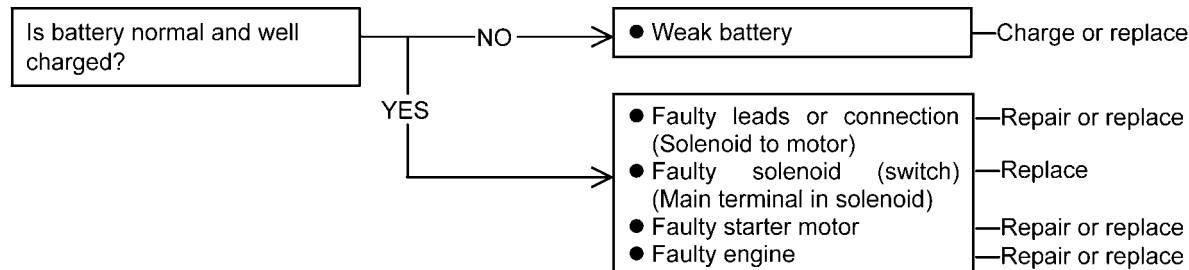 Is battery normal and well
charged?
NO
● Weak battery
Charge or replace
YES
● Faulty leads or connection
(Solenoid to motor)
Repair or replace
● Faulty solenoid (switch)
(Main terminal in solenoid)
Replace
● Faulty starter motor
Repair or replace
● Faulty engine
Repair or replace